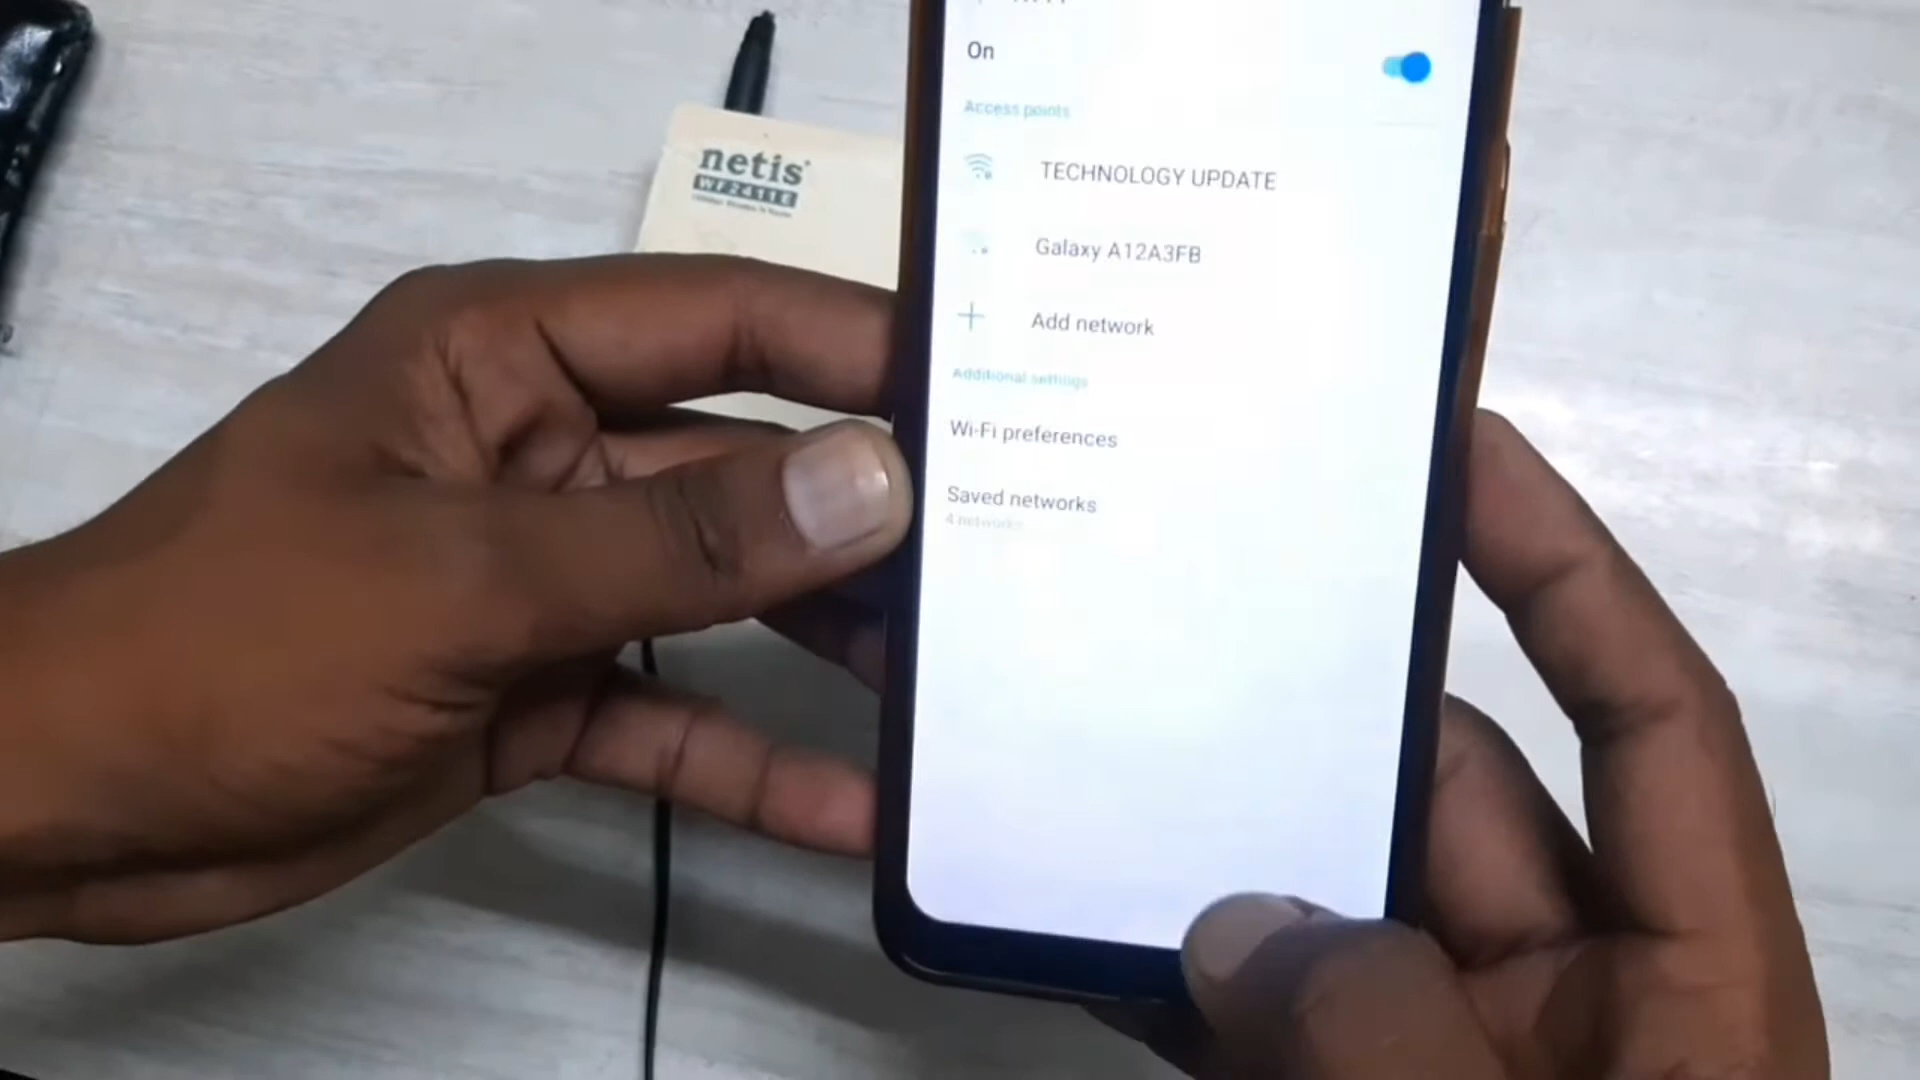 netis
WF2411E
On
Access points
TECHNOLOGY UPDATE
Galaxy A12A3FB
Add network
Additional settings
Wi-Fi preferences
Saved networks
4 networks